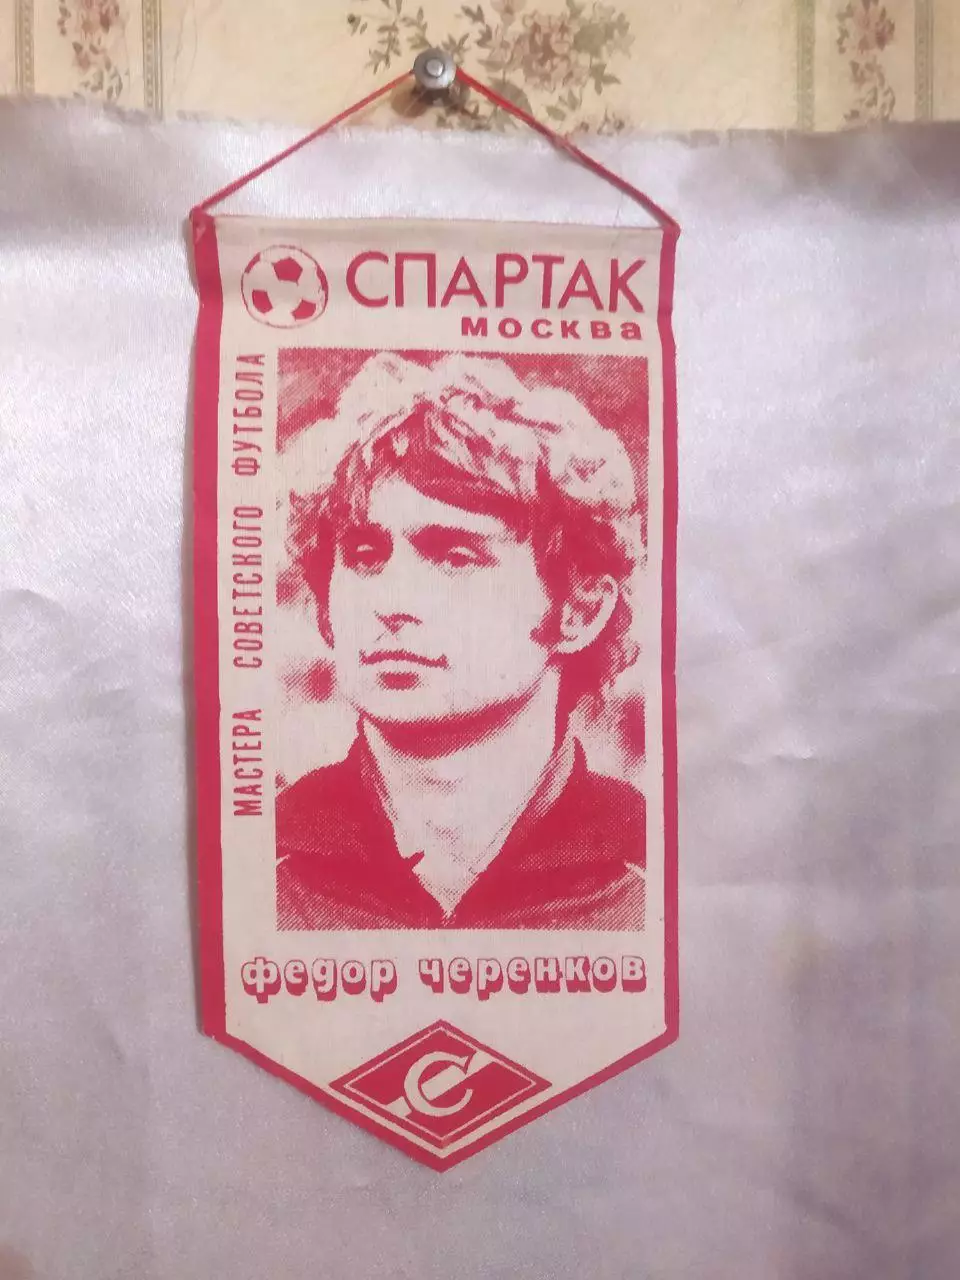 СПАРТАК
МОСКВа
МАСТЕРА СОВЕТСКОГО ФУТБОЛА
федор черенков
С